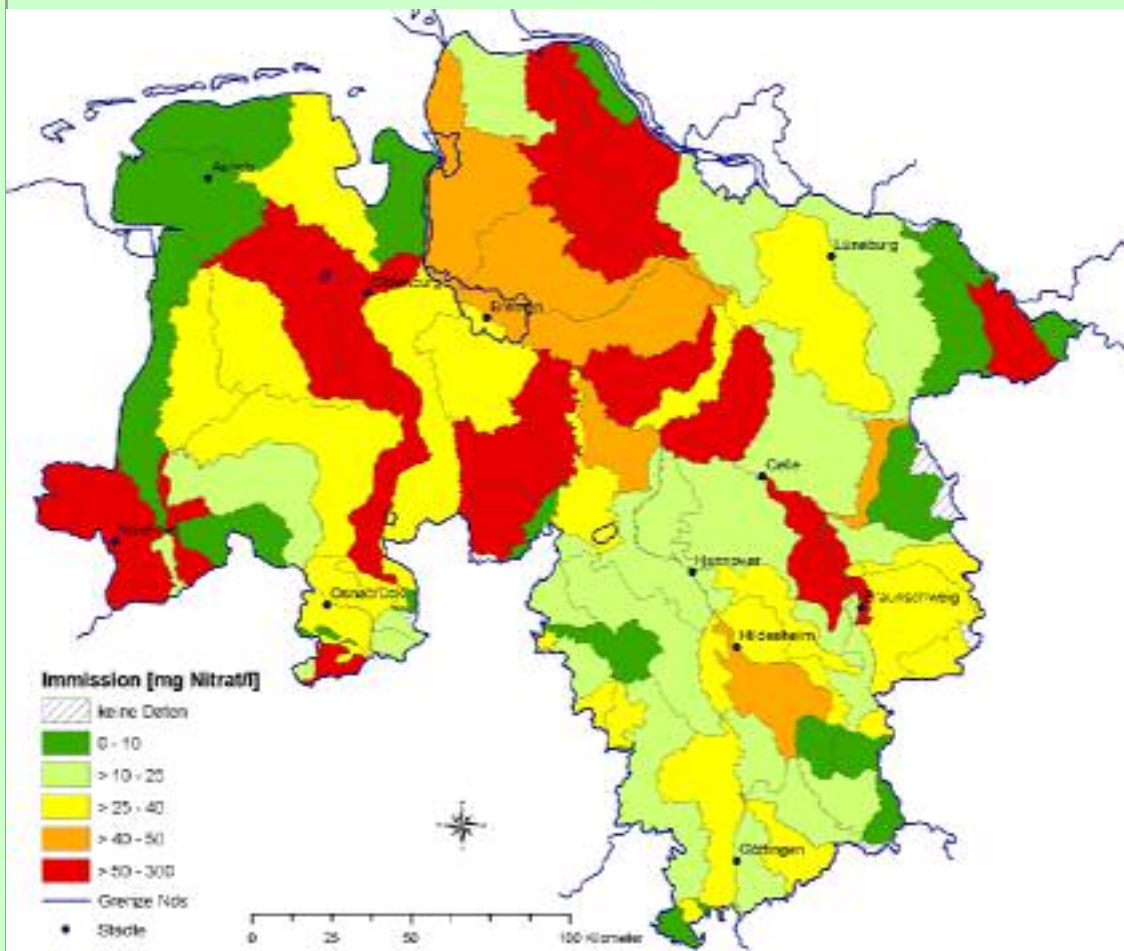 Aurich
Lüneburg
Oldenburg
Bremen
Celle
Nordhorn
Hannover
Osnabrück
Braunschweig
Hildesheim
Göttingen
Immission [mg Nitrat/l]
keine Daten
0 - 10
> 10 - 25
> 25 - 40
> 40 - 50
> 50 - 300
Grenze Nds
Städte
0 25 50 100 Kilometer